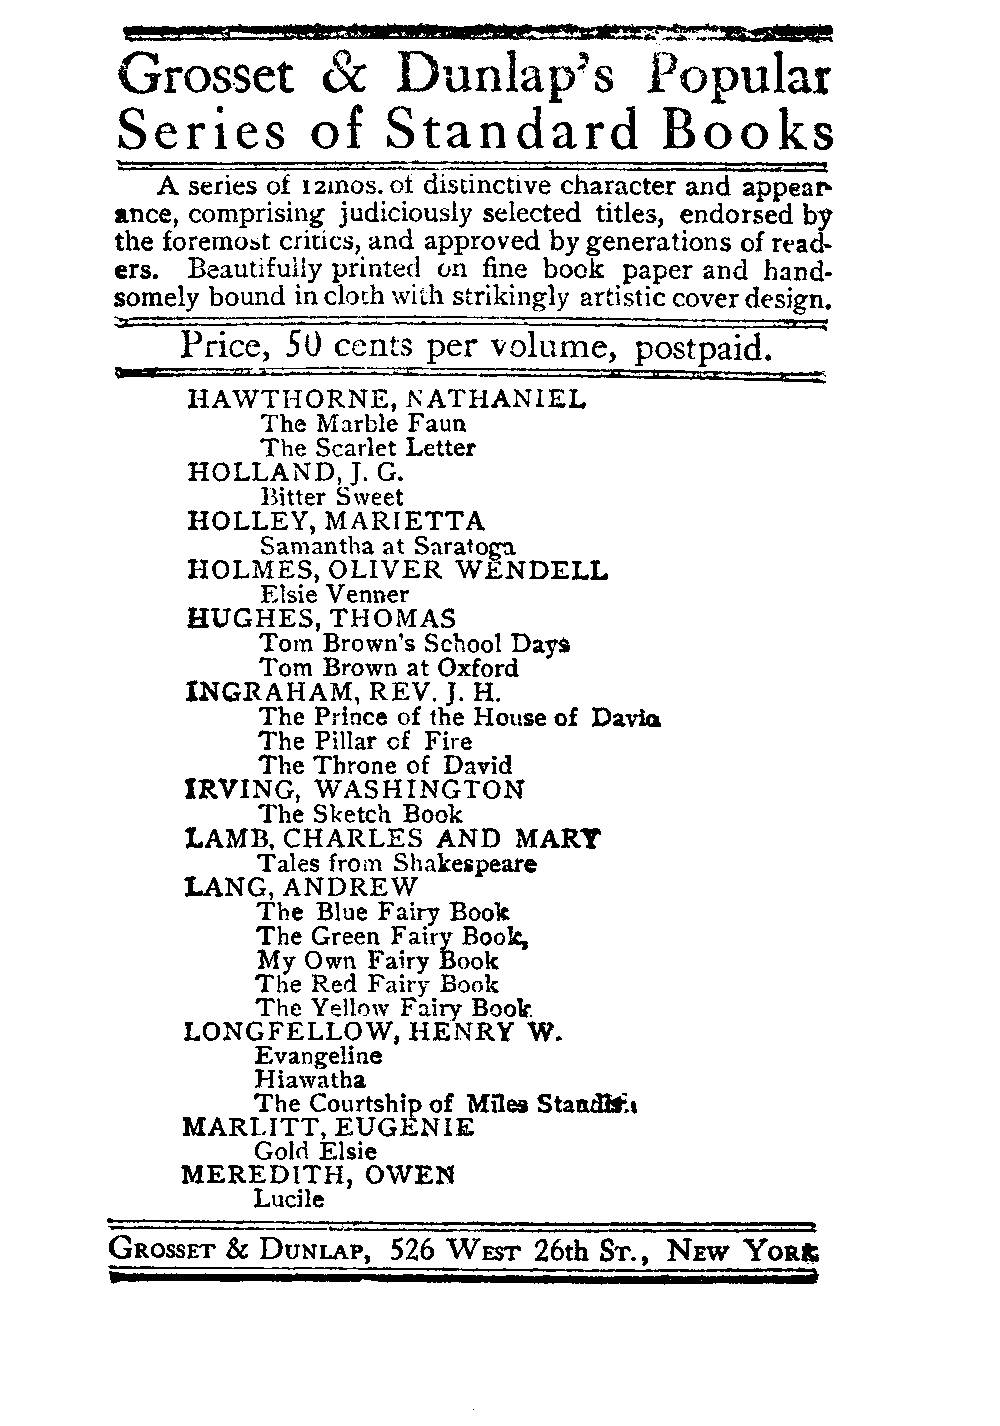 Grosset & Dunlap's Popular
Series of Standard Books
A series of 12mos. of distinctive character and appear-
ance, comprising judiciously selected titles, endorsed by
the foremost critics, and approved by generations of read-
ers. Beautifully printed on fine book paper and hand-
somely bound in cloth with strikingly artistic cover design.
Price, 50 cents per volume, postpaid.
HAWTHORNE, NATHANIEL
The Marble Faun
The Scarlet Letter
HOLLAND, J. G.
Bitter Sweet
HOLLEY, MARIETTA
Samantha at Saratoga
HOLMES, OLIVER WENDELL
Elsie Venner
HUGHES, THOMAS
Tom Brown's School Days
Tom Brown at Oxford
INGRAHAM, REV. J. H.
The Prince of the House of David
The Pillar of Fire
The Throne of David
IRVING, WASHINGTON
The Sketch Book
LAMB, CHARLES AND MARY
Tales from Shakespeare
LANG, ANDREW
The Blue Fairy Book
The Green Fairy Book,
My Own Fairy Book
The Red Fairy Book
The Yellow Fairy Book
LONGFELLOW, HENRY W.
Evangeline
Hiawatha
The Courtship of Miles Standish
MARLITT, EUGENIE
Gold Elsie
MEREDITH, OWEN
Lucile
GROSSET & DUNLAP, 526 WEST 26th ST., NEW YORK